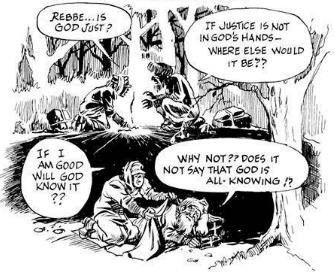 REBBE...IS
GOD JUST?
IF JUSTICE IS NOT
IN GOD'S HANDS—
WHERE ELSE WOULD
IT BE??
IF I
AM GOOD
WILL GOD
KNOW IT
??
WHY NOT?? DOES IT
NOT SAY THAT GOD IS
ALL-KNOWING!?